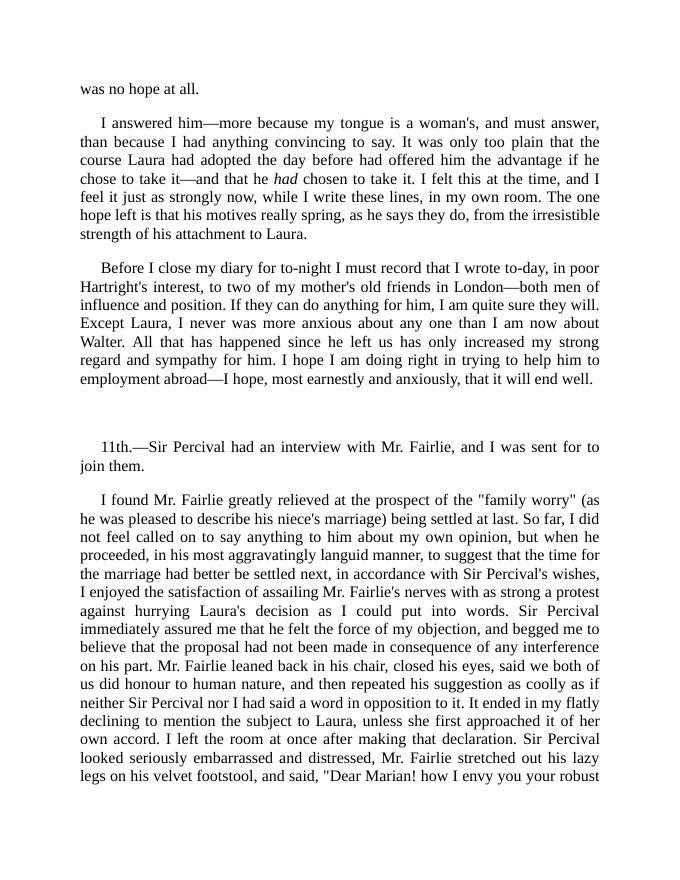 was no hope at all.
I answered him—more because my tongue is a woman's, and must answer,
than because I had anything convincing to say. It was only too plain that the
course Laura had adopted the day before had offered him the advantage if he
chose to take it—and that he had chosen to take it. I felt this at the time, and I
feel it just as strongly now, while I write these lines, in my own room. The one
hope left is that his motives really spring, as he says they do, from the irresistible
strength of his attachment to Laura.
Before I close my diary for to-night I must record that I wrote to-day, in poor
Hartright's interest, to two of my mother's old friends in London—both men of
influence and position. If they can do anything for him, I am quite sure they will.
Except Laura, I never was more anxious about any one than I am now about
Walter. All that has happened since he left us has only increased my strong
regard and sympathy for him. I hope I am doing right in trying to help him to
employment abroad—I hope, most earnestly and anxiously, that it will end well.
11th.—Sir Percival had an interview with Mr. Fairlie, and I was sent for to
join them.
I found Mr. Fairlie greatly relieved at the prospect of the "family worry" (as
he was pleased to describe his niece's marriage) being settled at last. So far, I did
not feel called on to say anything to him about my own opinion, but when he
proceeded, in his most aggravatingly languid manner, to suggest that the time for
the marriage had better be settled next, in accordance with Sir Percival's wishes,
I enjoyed the satisfaction of assailing Mr. Fairlie's nerves with as strong a protest
against hurrying Laura's decision as I could put into words. Sir Percival
immediately assured me that he felt the force of my objection, and begged me to
believe that the proposal had not been made in consequence of any interference
on his part. Mr. Fairlie leaned back in his chair, closed his eyes, said we both of
us did honour to human nature, and then repeated his suggestion as coolly as if
neither Sir Percival nor I had said a word in opposition to it. It ended in my flatly
declining to mention the subject to Laura, unless she first approached it of her
own accord. I left the room at once after making that declaration. Sir Percival
looked seriously embarrassed and distressed, Mr. Fairlie stretched out his lazy
legs on his velvet footstool, and said, "Dear Marian! how I envy you your robust